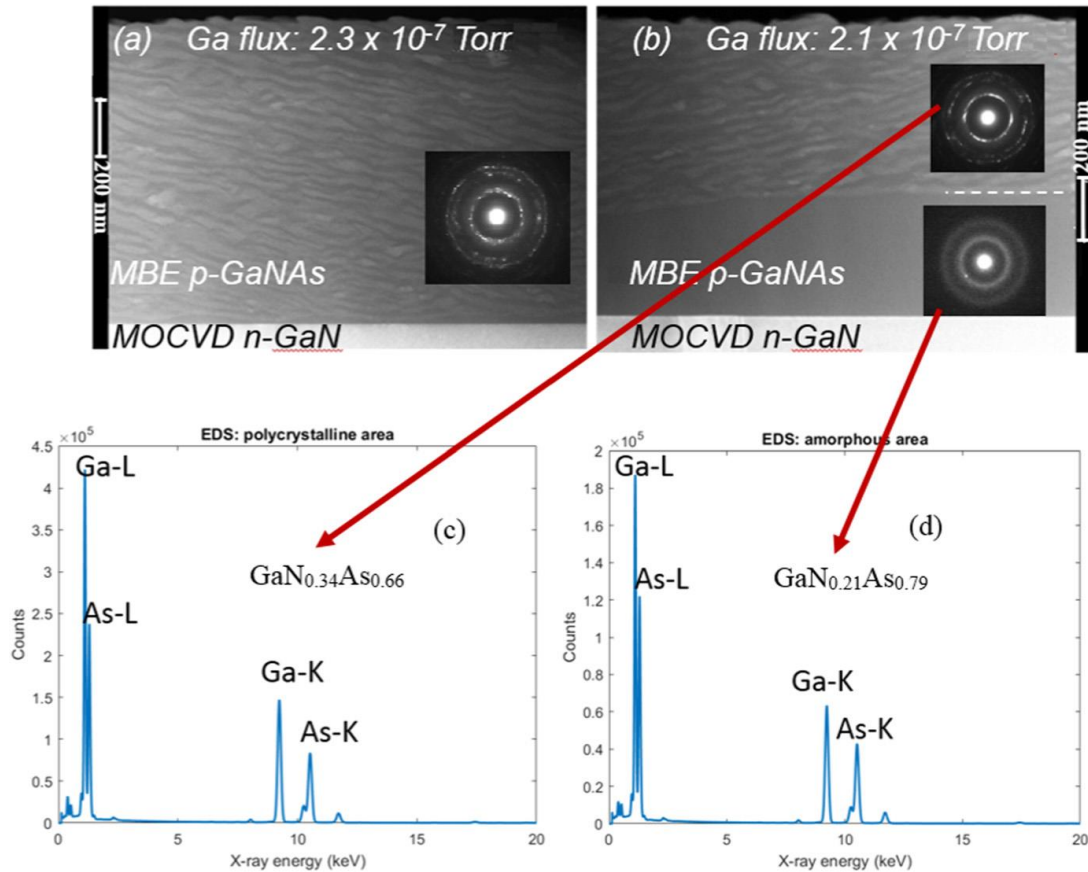 (a) Ga flux: 2.3 x 10⁻⁷ Torr
200 nm
MBE p-GaNAs
MOCVD n-GaN
(b) Ga flux: 2.1 x 10⁻⁷ Torr
200 nm
MBE p-GaNAs
MOCVD n-GaN
EDS: polycrystalline area
×10⁵
4.5
4
3.5
3
2.5
2
1.5
1
0.5
0
Counts
Ga-L
As-L
Ga-K
As-K
(c)
GaN₀.₃₄As₀.₆₆
0 5 10 15 20
X-ray energy (keV)
EDS: amorphous area
×10⁵
2
1.8
1.6
1.4
1.2
1
0.8
0.6
0.4
0.2
0
Counts
Ga-L
As-L
Ga-K
As-K
(d)
GaN₀.₂₁As₀.₇₉
0 5 10 15 20
X-ray energy (keV)